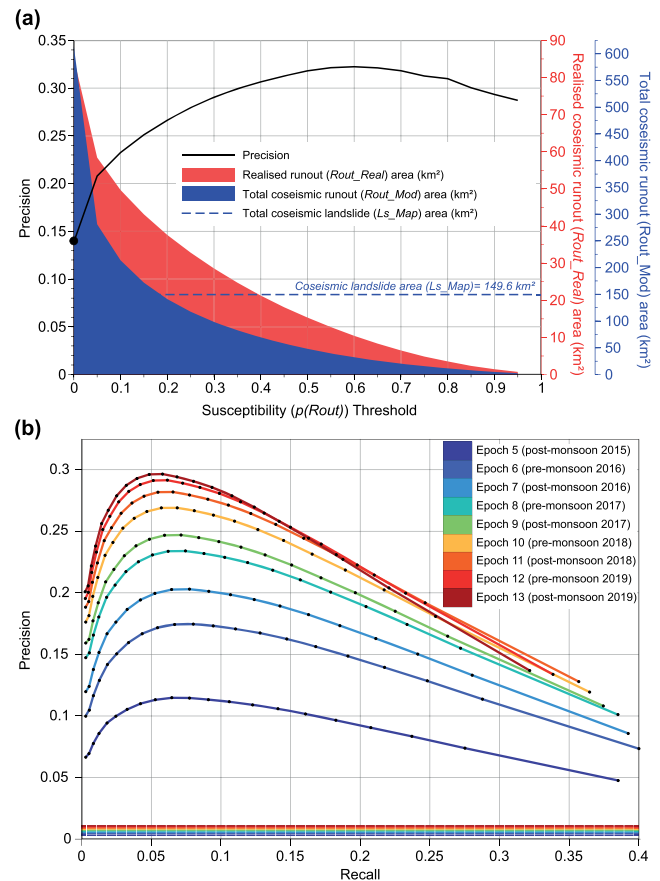 (a)
0.35
0.30
0.25
0.20
0.15
0.10
0.05
0
Precision
90
80
70
60
50
40
30
20
10
0
Realised coseismic runout (Rout_Real) area (km²)
600
550
500
450
400
350
300
250
200
150
100
50
0
Total coseismic runout (Rout_Mod) area (km²)
Precision
Realised runout (Rout_Real) area (km²)
Total coseismic runout (Rout_Mod) area (km²)
Total coseismic landslide (Ls_Map) area (km²)
Coseismic landslide area (Ls_Map)= 149.6 km²
0 0.1 0.2 0.3 0.4 0.5 0.6 0.7 0.8 0.9 1
Susceptibility (p(Rout)) Threshold
(b)
0.3
0.25
0.2
0.15
0.1
0.05
0
Precision
Epoch 5 (post-monsoon 2015)
Epoch 6 (pre-monsoon 2016)
Epoch 7 (post-monsoon 2016)
Epoch 8 (pre-monsoon 2017)
Epoch 9 (post-monsoon 2017)
Epoch 10 (pre-monsoon 2018)
Epoch 11 (post-monsoon 2018)
Epoch 12 (pre-monsoon 2019)
Epoch 13 (post-monsoon 2019)
0 0.05 0.1 0.15 0.2 0.25 0.3 0.35 0.4
Recall